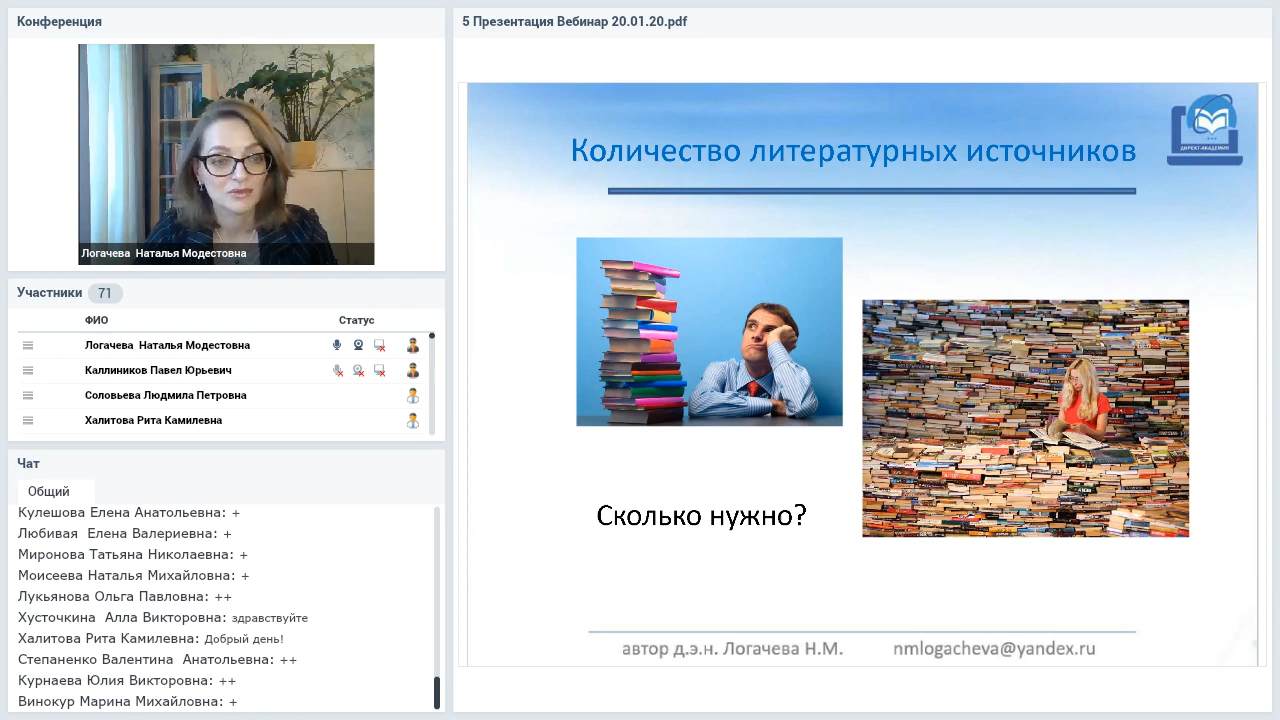 Конференция
Логачева Наталья Модестовна
Участники 71
ФИО Статус
Логачева Наталья Модестовна
Каллиников Павел Юрьевич
Соловьева Людмила Петровна
Халитова Рита Камилевна
Чат
Общий
Кулешова Елена Анатольевна: +
Любивая Елена Валериевна: +
Миронова Татьяна Николаевна: +
Моисеева Наталья Михайловна: +
Лукьянова Ольга Павловна: ++
Хусточкина Алла Викторовна: здравствуйте
Халитова Рита Камилевна: Добрый день!
Степаненко Валентина Анатольевна: ++
Курнаева Юлия Викторовна: ++
Винокур Марина Михайловна: +
5 Презентация Вебинар 20.01.20.pdf
ДИРЕКТ-АКАДЕМИЯ
Количество литературных источников
Сколько нужно?
автор д.э.н. Логачева Н.М. nmlogacheva@yandex.ru